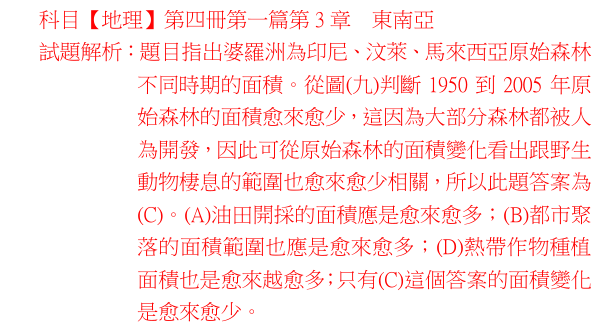 科目【地理】第四冊第一篇第 3 章　東南亞
試題解析：題目指出婆羅洲為印尼、汶萊、馬來西亞原始森林
不同時期的面積。從圖(九)判斷 1950 到 2005 年原
始森林的面積愈來愈少，這因為大部分森林都被人
為開發，因此可從原始森林的面積變化看出跟野生
動物棲息的範圍也愈來愈少相關，所以此題答案為
(C)。(A)油田開採的面積應是愈來愈多；(B)都市聚
落的面積範圍也應是愈來愈多；(D)熱帶作物種植
面積也是愈來越愈多；只有(C)這個答案的面積變化
是愈來愈少。